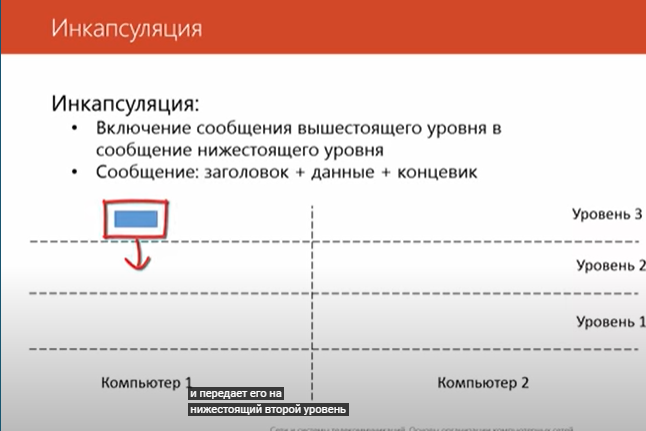 Инкапсуляция
Инкапсуляция:
• Включение сообщения вышестоящего уровня в
сообщение нижестоящего уровня
• Сообщение: заголовок + данные + концевик
Уровень 3
Уровень 2
Уровень 1
Компьютер 1
Компьютер 2
и передает его на
нижестоящий второй уровень